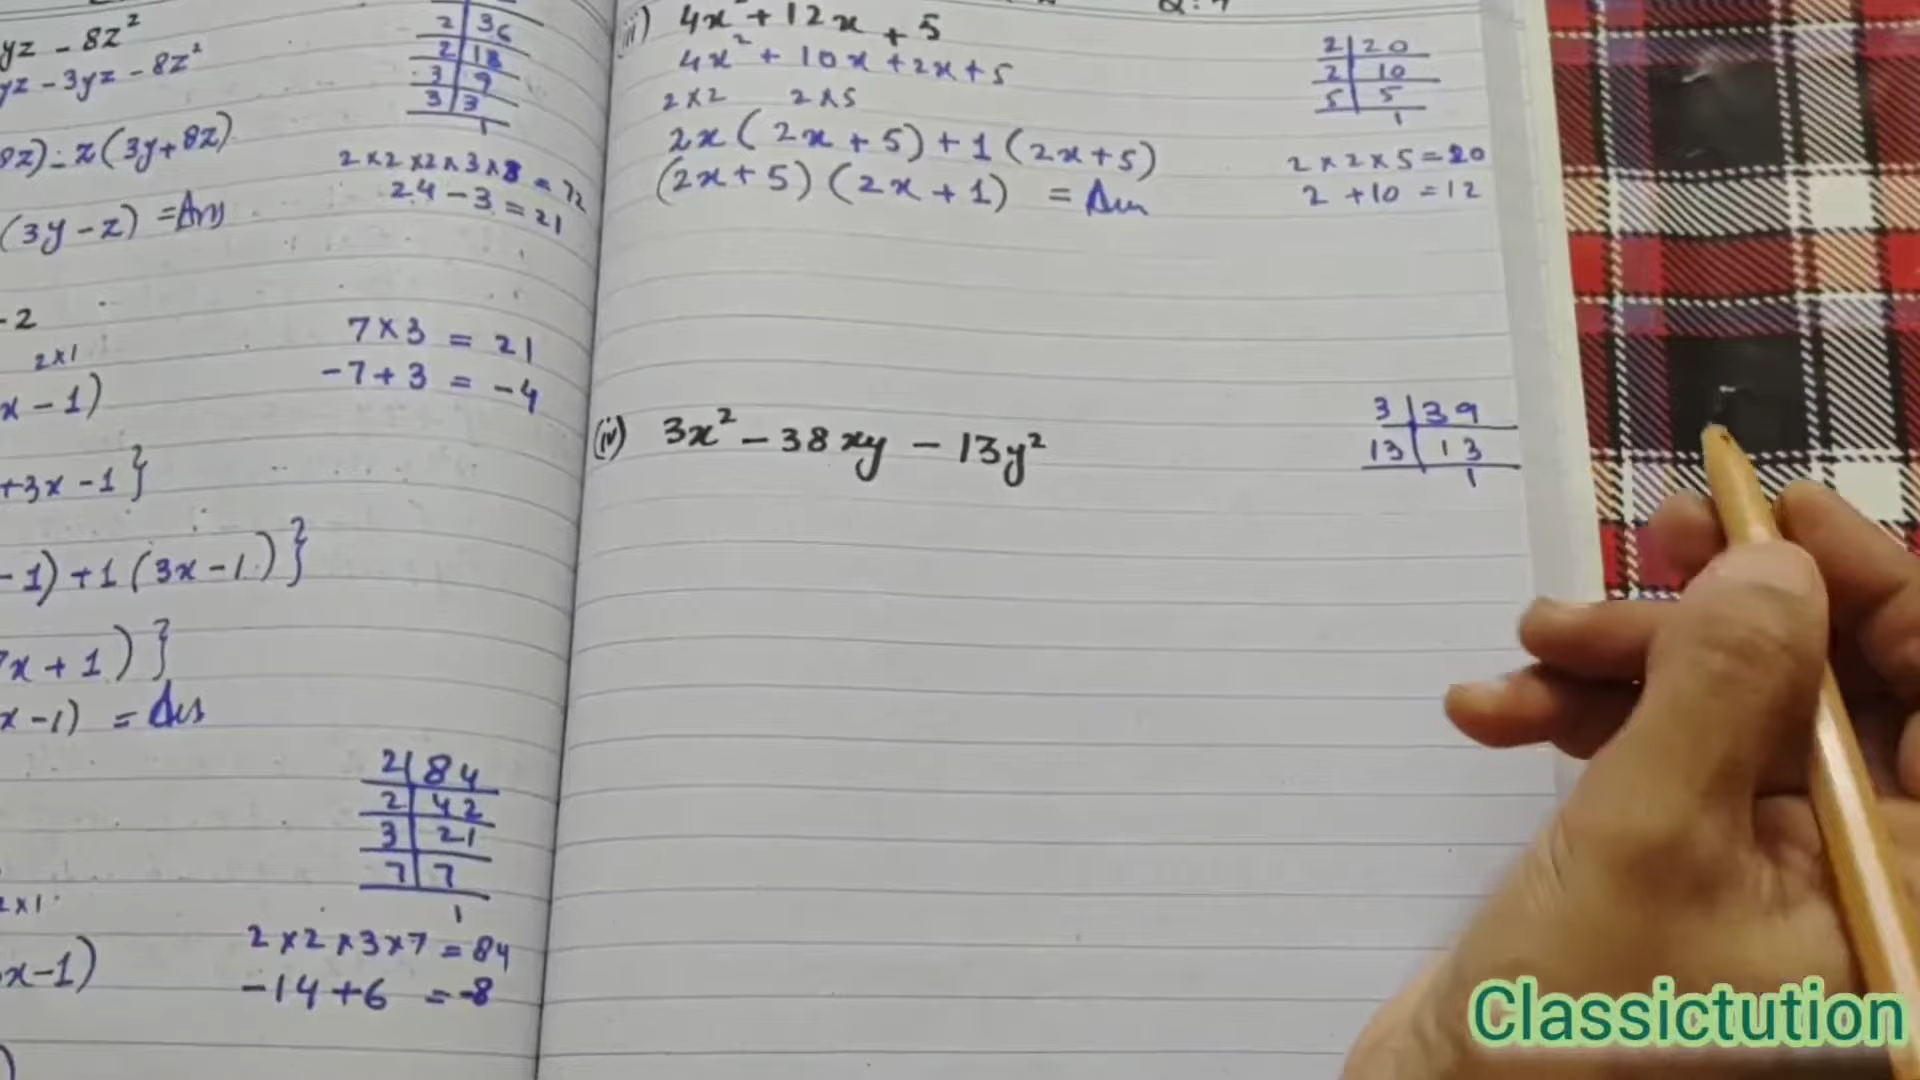 yz - 8z²
yz - 3yz - 8z²
8z) - z(3y+8z)
(3y - z) = Ans
2 | 36
2 | 18
3 | 9
3 | 3
1
2×2×2×3×8 = 72
24 - 3 = 21
- 2
2×1
x - 1)
+3x - 1}
- 1) + 1 (3x - 1)}
7x + 1)}
x - 1) = Ans
7 × 3 = 21
-7 + 3 = -4
2 | 84
2 | 42
3 | 21
7 | 7
1
2×1
x-1)
2 × 2 × 3 × 7 = 84
-14 + 6 = -8
iii) 4x² + 12x + 5
4x² + 10x + 2x + 5
2×2 2×5
2x (2x + 5) + 1 (2x + 5)
(2x + 5) (2x + 1) = Ans
2 | 20
2 | 10
5 | 5
1
2 × 2 × 5 = 20
2 + 10 = 12
(iv) 3x² - 38xy - 13y²
3 | 39
13 | 13
1
Classictution